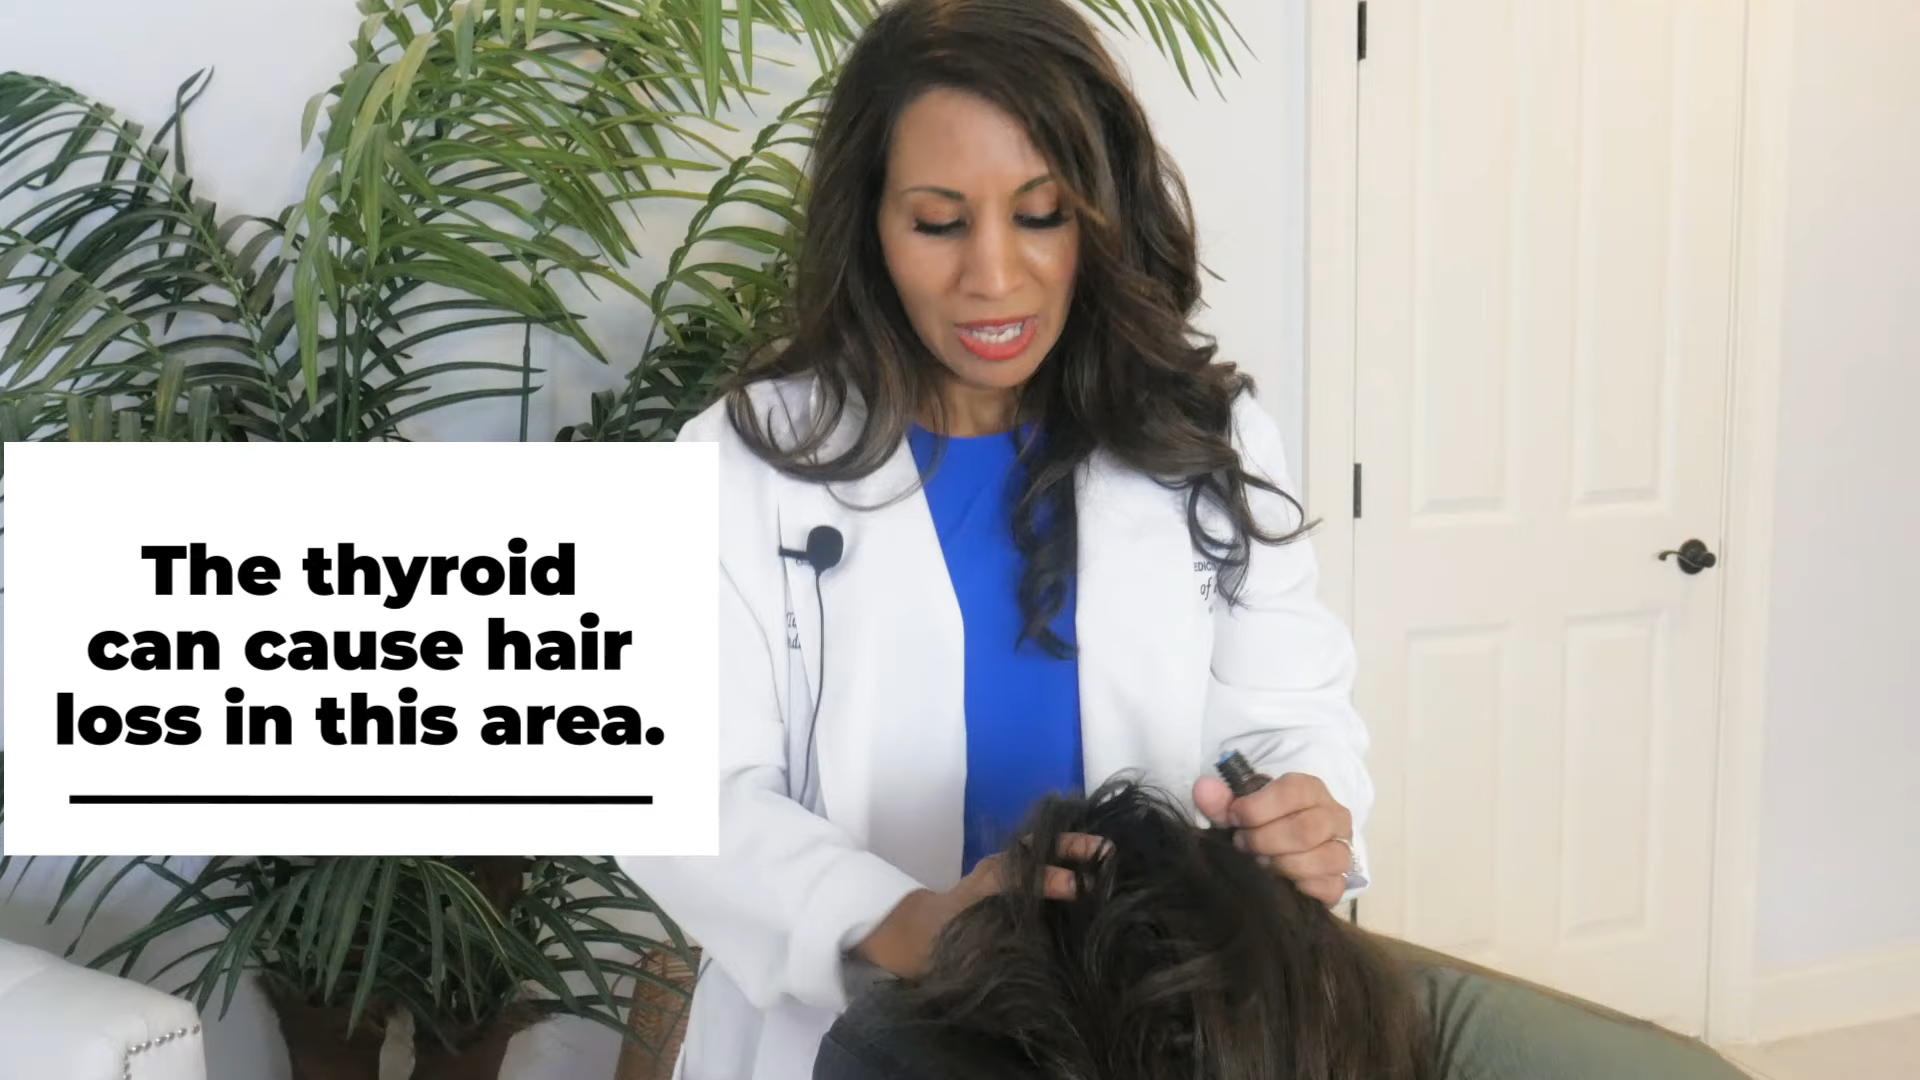 The thyroid
can cause hair
loss in this area.